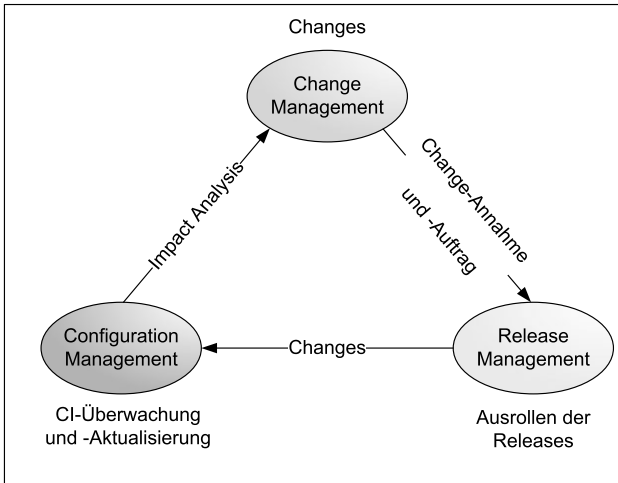 Changes
Change
Management
Impact Analysis
Change-Annahme
und -Auftrag
Configuration
Management
Changes
Release
Management
CI-Überwachung
und -Aktualisierung
Ausrollen der
Releases